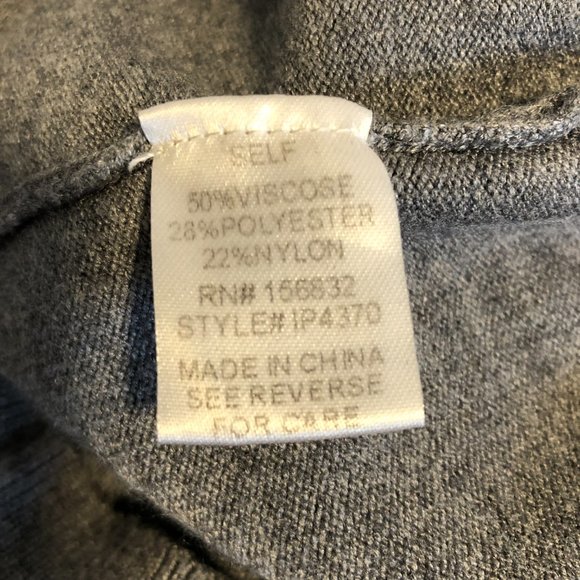 SELF
50%VISCOSE
28%POLYESTER
22%NYLON
RN# 156832
STYLE#IP4370
MADE IN CHINA
SEE REVERSE
FOR CARE